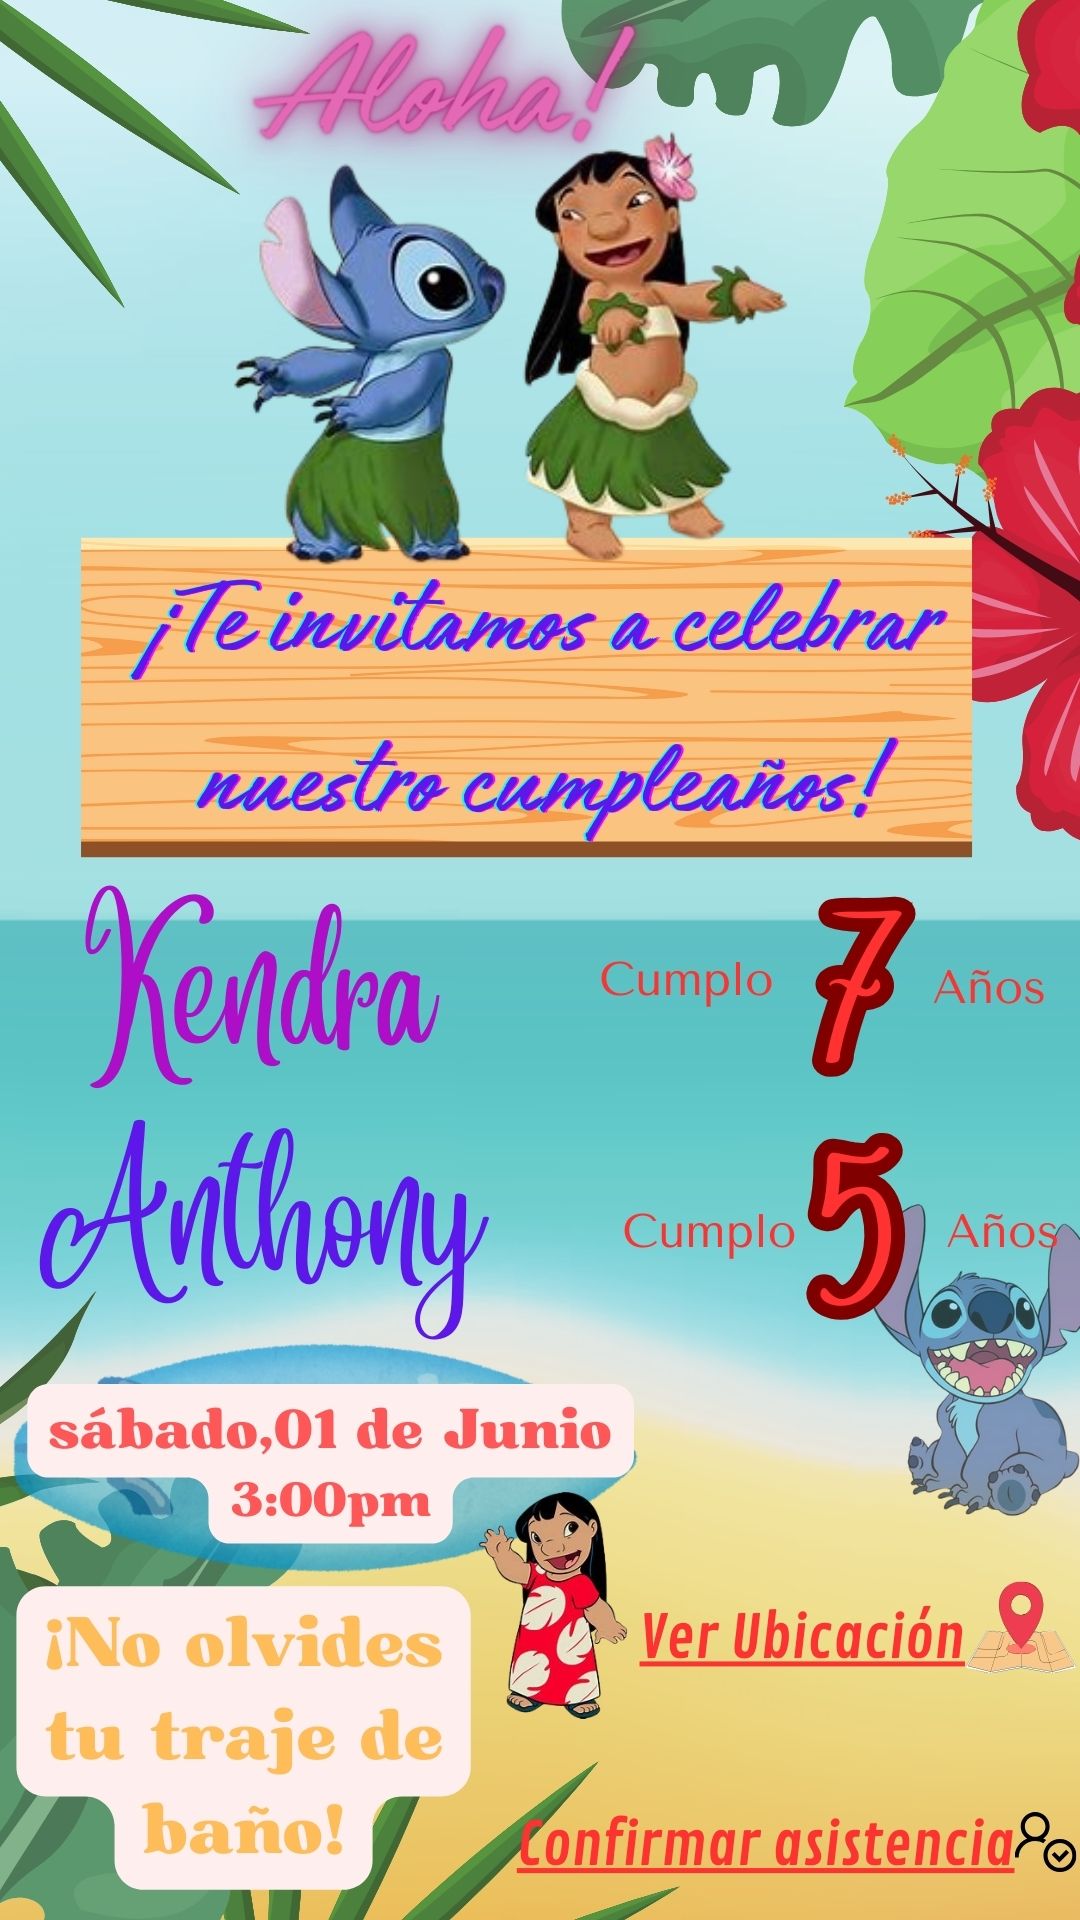 Aloha!
¡Te invitamos a celebrar
nuestro cumpleaños!
Kendra
Cumplo 7 Años
Anthony
Cumplo 5 Años
sábado,01 de Junio
3:00pm
¡No olvides
tu traje de
baño!
Ver Ubicación
Confirmar asistencia